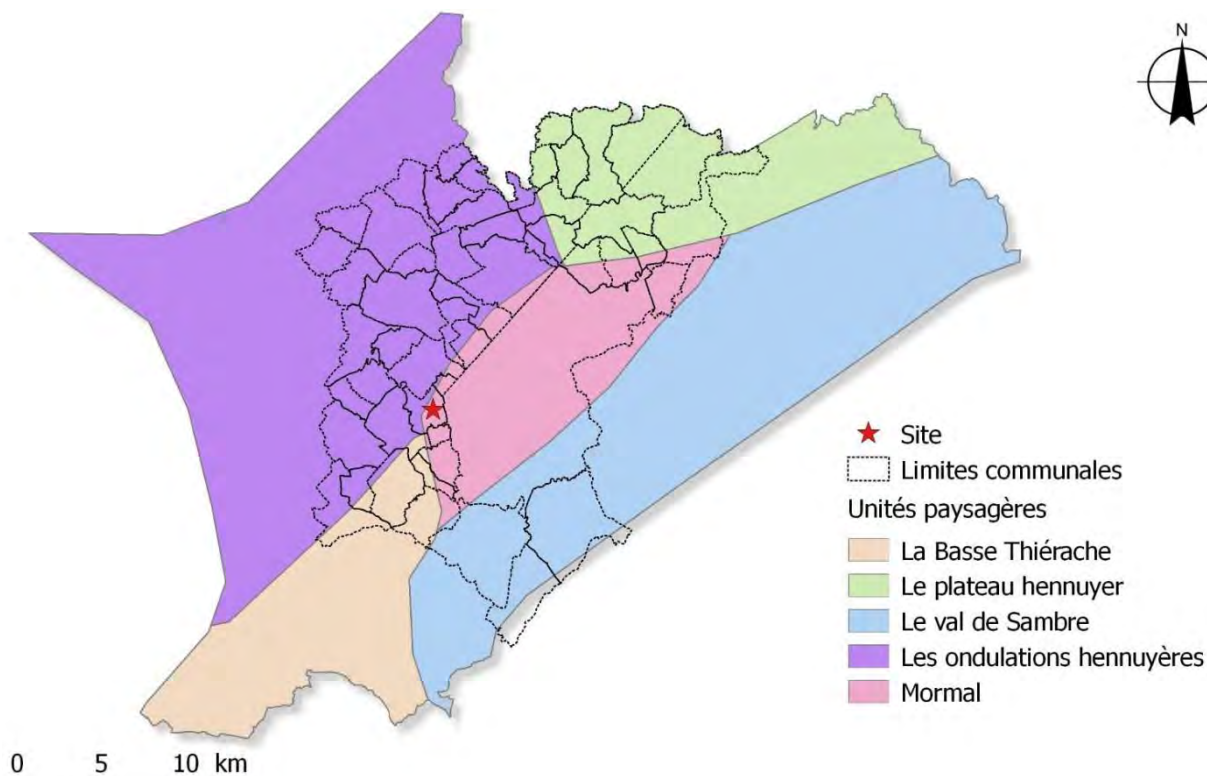 N
Site
Limites communales
Unités paysagères
La Basse Thiérache
Le plateau hennuyer
Le val de Sambre
Les ondulations hennuyères
Mormal
0 5 10 km